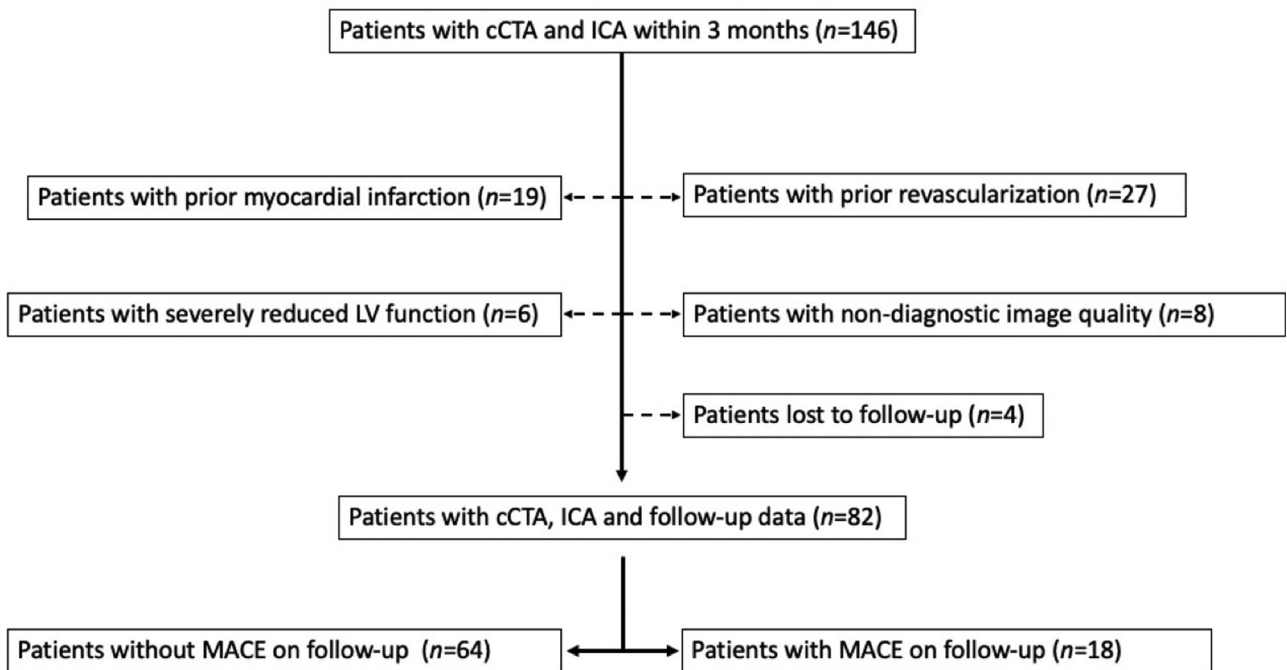 Patients with cCTA and ICA within 3 months (n=146)
Patients with prior myocardial infarction (n=19)
Patients with prior revascularization (n=27)
Patients with severely reduced LV function (n=6)
Patients with non-diagnostic image quality (n=8)
Patients lost to follow-up (n=4)
Patients with cCTA, ICA and follow-up data (n=82)
Patients without MACE on follow-up (n=64)
Patients with MACE on follow-up (n=18)